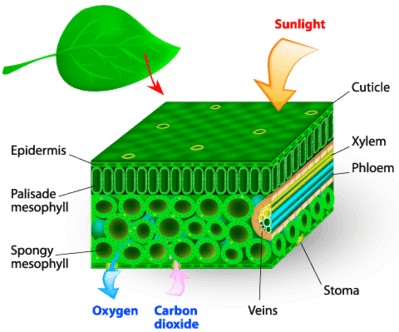 Sunlight
Cuticle
Epidermis
Xylem
Phloem
Palisade
mesophyll
Spongy
mesophyll
Oxygen
Carbon
dioxide
Veins
Stoma